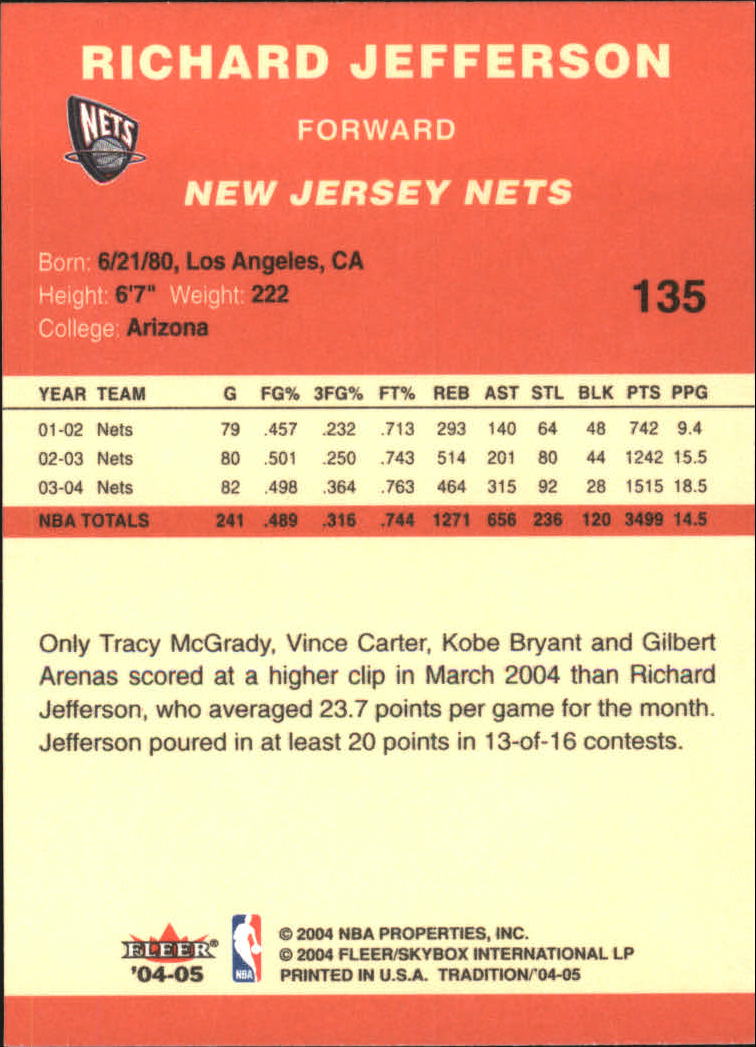 RICHARD JEFFERSON
NETS
FORWARD
NEW JERSEY NETS
Born: 6/21/80, Los Angeles, CA
Height: 6'7" Weight: 222
135
College: Arizona
YEAR TEAM G FG% 3FG% FT% REB AST STL BLK PTS PPG
01-02 Nets 79 .457 .232 .713 293 140 64 48 742 9.4
02-03 Nets 80 .501 .250 .743 514 201 80 44 1242 15.5
03-04 Nets 82 .498 .364 .763 464 315 92 28 1515 18.5
NBA TOTALS 241 .489 .316 .744 1271 656 236 120 3499 14.5
Only Tracy McGrady, Vince Carter, Kobe Bryant and Gilbert
Arenas scored at a higher clip in March 2004 than Richard
Jefferson, who averaged 23.7 points per game for the month.
Jefferson poured in at least 20 points in 13-of-16 contests.
FLEER®
'04-05
NBA
© 2004 NBA PROPERTIES, INC.
© 2004 FLEER/SKYBOX INTERNATIONAL LP
PRINTED IN U.S.A. TRADITION/'04-05